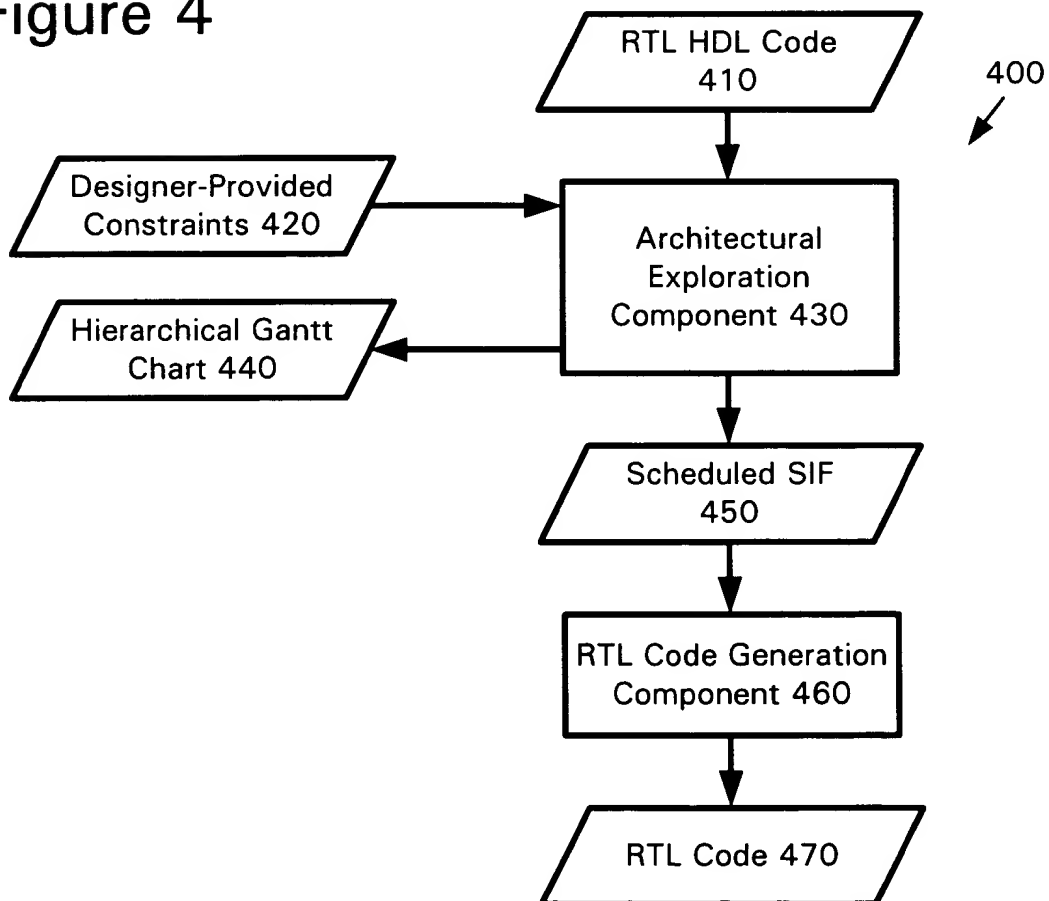 Figure 4
RTL HDL Code
410
400
Designer-Provided
Constraints 420
Architectural
Exploration
Component 430
Hierarchical Gantt
Chart 440
Scheduled SIF
450
RTL Code Generation
Component 460
RTL Code 470